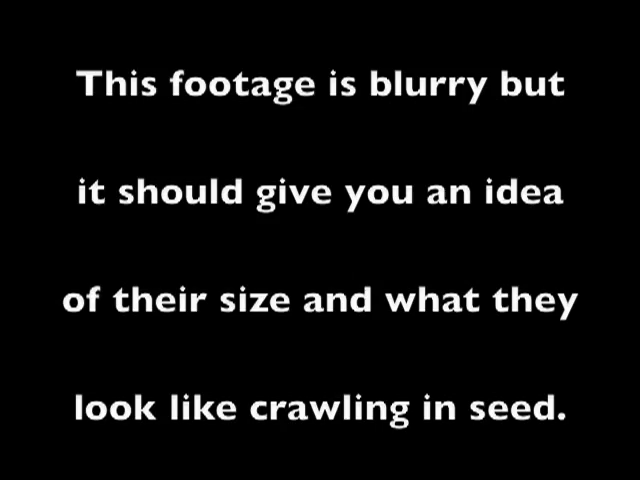 This footage is blurry but
it should give you an idea
of their size and what they
look like crawling in seed.